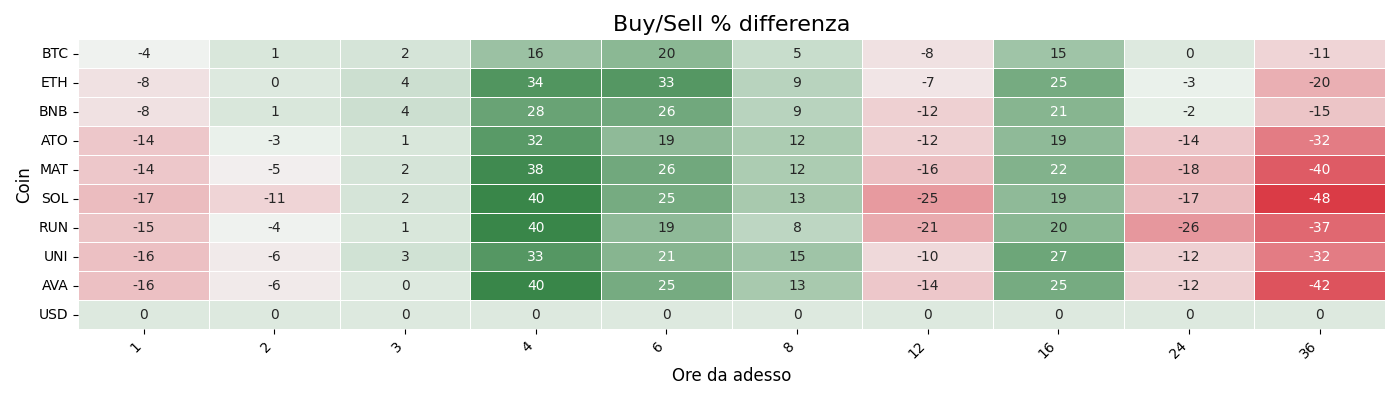 Buy/Sell % differenza
Coin
BTC -4 1 2 16 20 5 -8 15 0 -11
ETH -8 0 4 34 33 9 -7 25 -3 -20
BNB -8 1 4 28 26 9 -12 21 -2 -15
ATO -14 -3 1 32 19 12 -12 19 -14 -32
MAT -14 -5 2 38 26 12 -16 22 -18 -40
SOL -17 -11 2 40 25 13 -25 19 -17 -48
RUN -15 -4 1 40 19 8 -21 20 -26 -37
UNI -16 -6 3 33 21 15 -10 27 -12 -32
AVA -16 -6 0 40 25 13 -14 25 -12 -42
USD 0 0 0 0 0 0 0 0 0 0
1 2 3 4 6 8 12 16 24 36
Ore da adesso